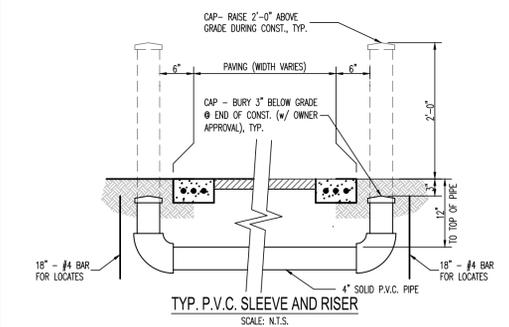 CAP- RAISE 2'-0" ABOVE
GRADE DURING CONST., TYP.
6"
PAVING (WIDTH VARIES)
6"
CAP - BURY 3" BELOW GRADE
@ END OF CONST. (w/ OWNER
APPROVAL), TYP.
2'-0"
3"
12"
TO TOP OF PIPE
18" - #4 BAR
FOR LOCATES
18" - #4 BAR
FOR LOCATES
4" SOLID P.V.C. PIPE
TYP. P.V.C. SLEEVE AND RISER
SCALE: N.T.S.